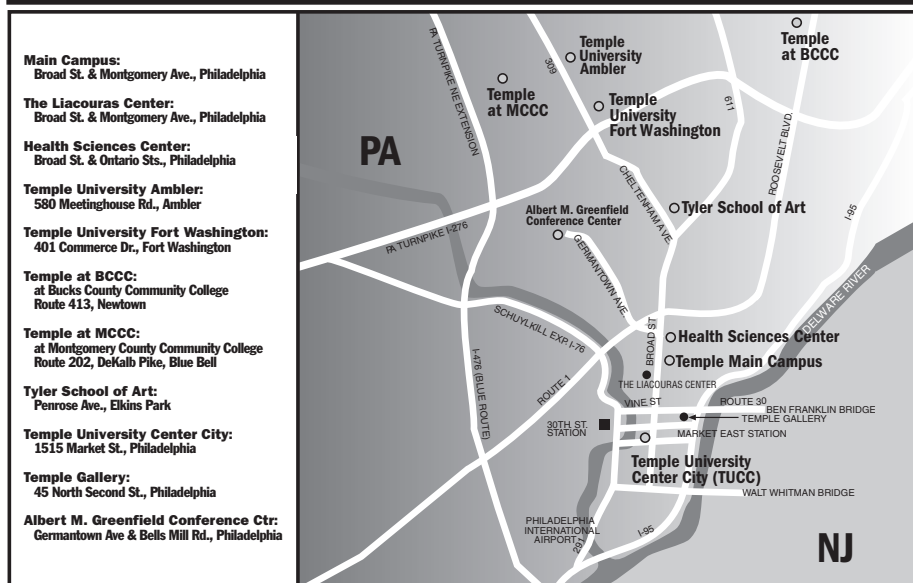 Main Campus:
Broad St. & Montgomery Ave., Philadelphia
The Liacouras Center:
Broad St. & Montgomery Ave., Philadelphia
Health Sciences Center:
Broad St. & Ontario Sts., Philadelphia
Temple University Ambler:
580 Meetinghouse Rd., Ambler
Temple University Fort Washington:
401 Commerce Dr., Fort Washington
Temple at BCCC:
at Bucks County Community College
Route 413, Newtown
Temple at MCCC:
at Montgomery County Community College
Route 202, DeKalb Pike, Blue Bell
Tyler School of Art:
Penrose Ave., Elkins Park
Temple University Center City:
1515 Market St., Philadelphia
Temple Gallery:
45 North Second St., Philadelphia
Albert M. Greenfield Conference Ctr:
Germantown Ave & Bells Mill Rd., Philadelphia
PA TURNPIKE NE EXTENSION
309
Temple
University
Ambler
Temple
at BCCC
Temple
at MCCC
Temple
University
Fort Washington
611
ROOSEVELT BLVD.
PA
CHELTENHAM AVE.
I-95
Albert M. Greenfield
Conference Center
Tyler School of Art
PA TURNPIKE I-276
GERMANTOWN AVE.
DELWARE RIVER
SCHUYLKILL EXP. I-76
BROAD ST
Health Sciences Center
Temple Main Campus
THE LIACOURAS CENTER
I-476 (BLUE ROUTE)
ROUTE 1
VINE ST
ROUTE 30
BEN FRANKLIN BRIDGE
TEMPLE GALLERY
30TH. ST.
STATION
MARKET EAST STATION
Temple University
Center City (TUCC)
WALT WHITMAN BRIDGE
PHILADELPHIA
INTERNATIONAL
AIRPORT
291
I-95
NJ